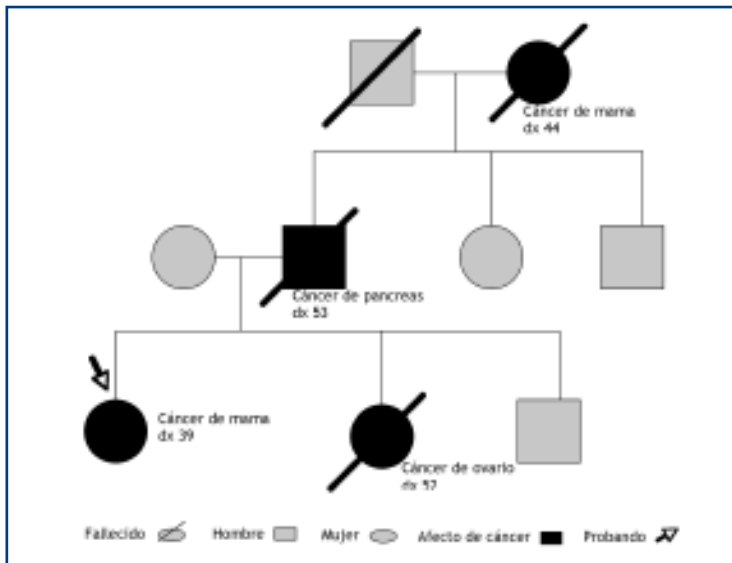 Cáncer de mama
dx 44
Cáncer de pancreas
dx 53
Cáncer de mama
dx 39
Cáncer de ovario
dx 57
Fallecido Hombre Mujer Afecto de cáncer Probando